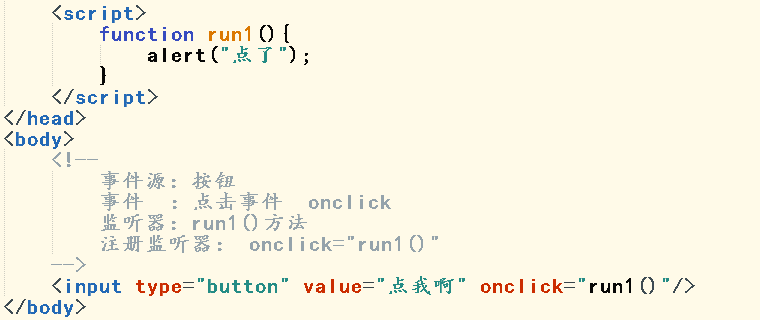 <script>
function run1(){
alert("点了");
}
</script>
</head>
<body>
<!--
事件源：按钮
事件  ：点击事件  onclick
监听器：run1()方法
注册监听器： onclick="run1()"
-->
<input type="button" value="点我啊" onclick="run1()"/>
</body>